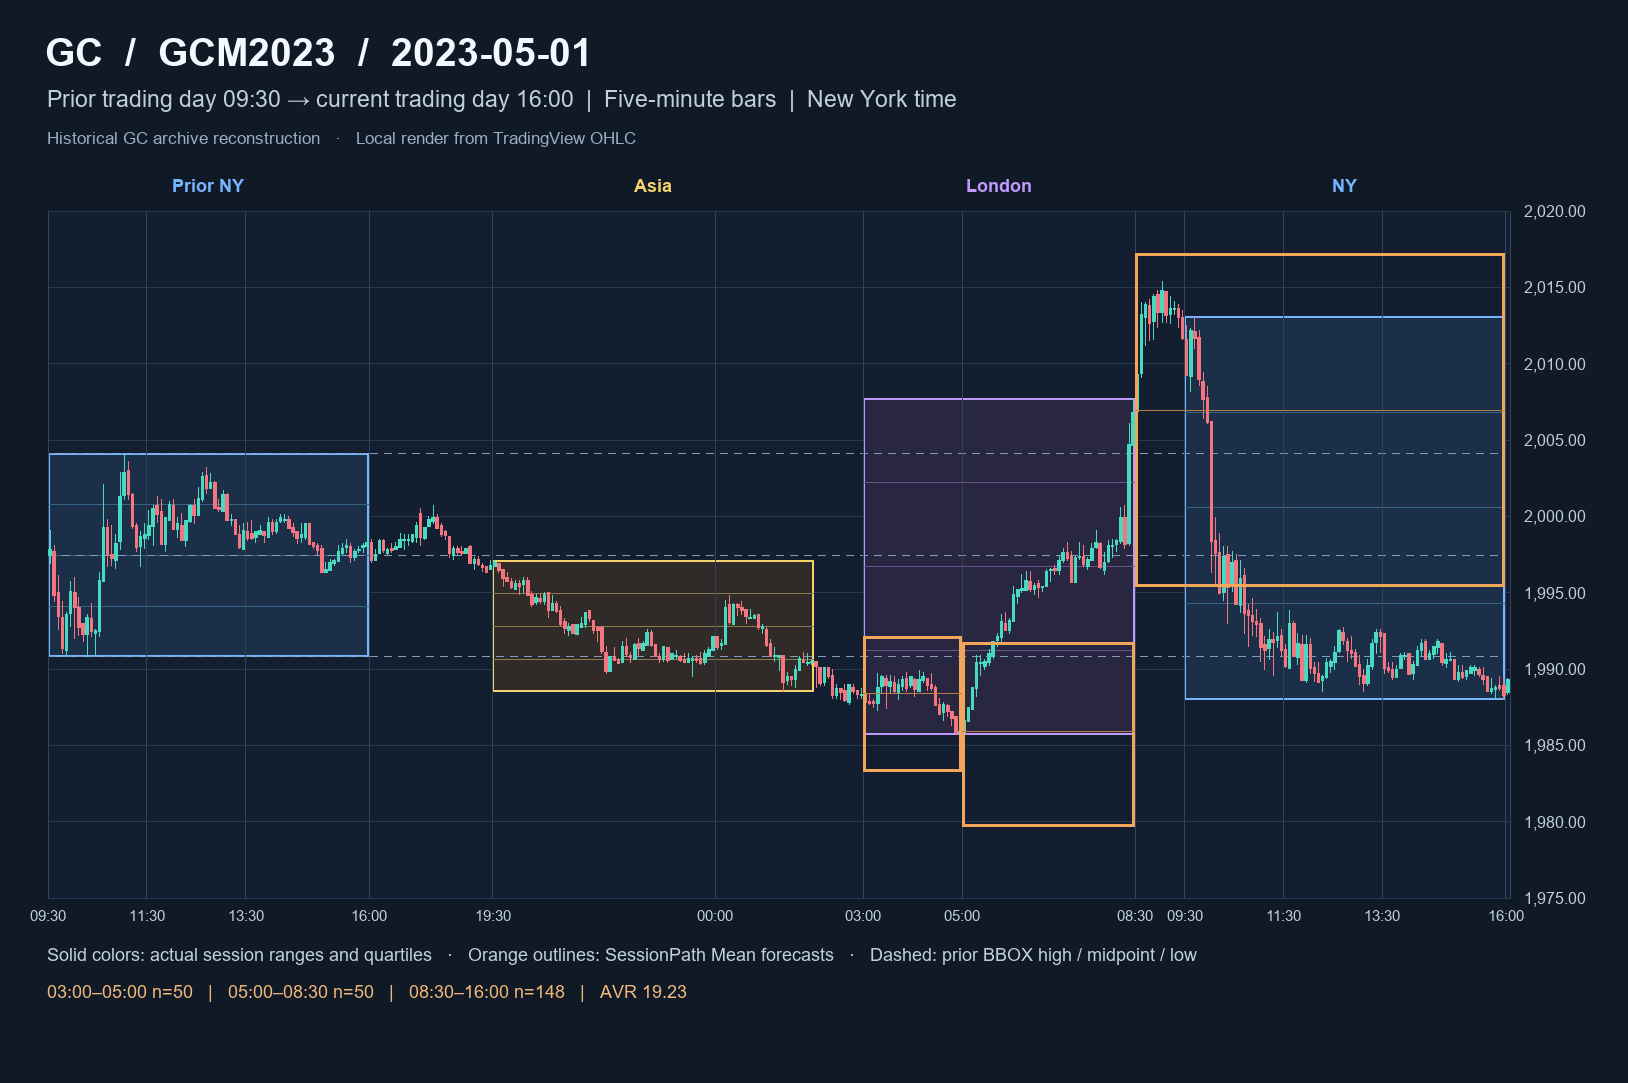 GC / GCM2023 / 2023-05-01
Prior trading day 09:30 → current trading day 16:00 | Five-minute bars | New York time
Historical GC archive reconstruction · Local render from TradingView OHLC
Prior NY Asia London NY
2,020.00
2,015.00
2,010.00
2,005.00
2,000.00
1,995.00
1,990.00
1,985.00
1,980.00
1,975.00
09:30 11:30 13:30 16:00 19:30 00:00 03:00 05:00 08:30 09:30 11:30 13:30 16:00
Solid colors: actual session ranges and quartiles · Orange outlines: SessionPath Mean forecasts · Dashed: prior BBOX high / midpoint / low
03:00–05:00 n=50 | 05:00–08:30 n=50 | 08:30–16:00 n=148 | AVR 19.23